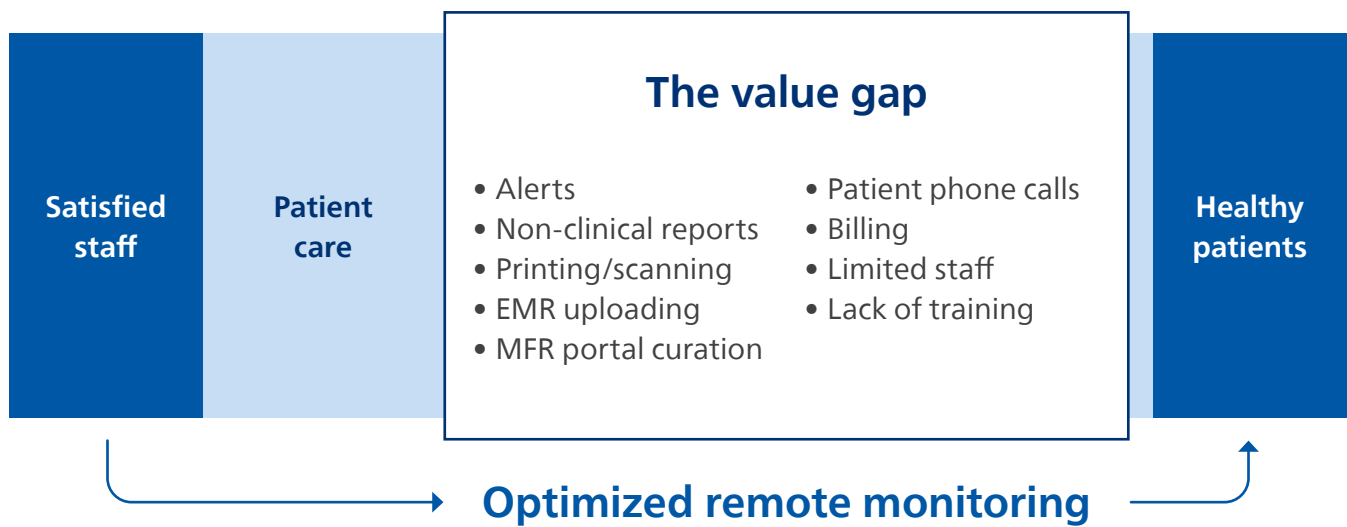 Satisfied
staff
Patient
care
The value gap
• Alerts
• Non-clinical reports
• Printing/scanning
• EMR uploading
• MFR portal curation
• Patient phone calls
• Billing
• Limited staff
• Lack of training
Healthy
patients
Optimized remote monitoring